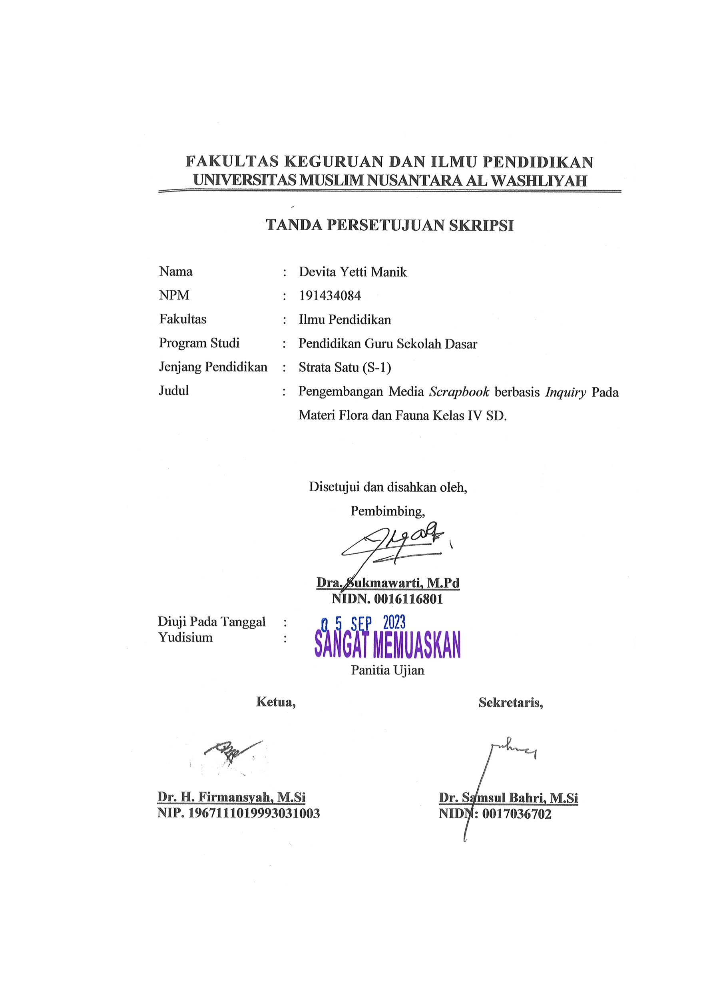 FAKULTAS KEGURUAN DAN ILMU PENDIDIKAN
UNIVERSITAS MUSLIM NUSANTARA AL WASHLIYAH
TANDA PERSETUJUAN SKRIPSI
Nama : Devita Yetti Manik
NPM : 191434084
Fakultas : Ilmu Pendidikan
Program Studi : Pendidikan Guru Sekolah Dasar
Jenjang Pendidikan : Strata Satu (S-1)
Judul : Pengembangan Media Scrapbook berbasis Inquiry Pada
Materi Flora dan Fauna Kelas IV SD.
Disetujui dan disahkan oleh,
Pembimbing,
Dra. Sukmawarti, M.Pd
NIDN. 0016116801
Diuji Pada Tanggal : 05 SEP 2023
Yudisium : SANGAT MEMUASKAN
Panitia Ujian
Ketua, Sekretaris,
Dr. H. Firmansyah, M.Si Dr. Samsul Bahri, M.Si
NIP. 1967111019993031003 NIDN: 0017036702